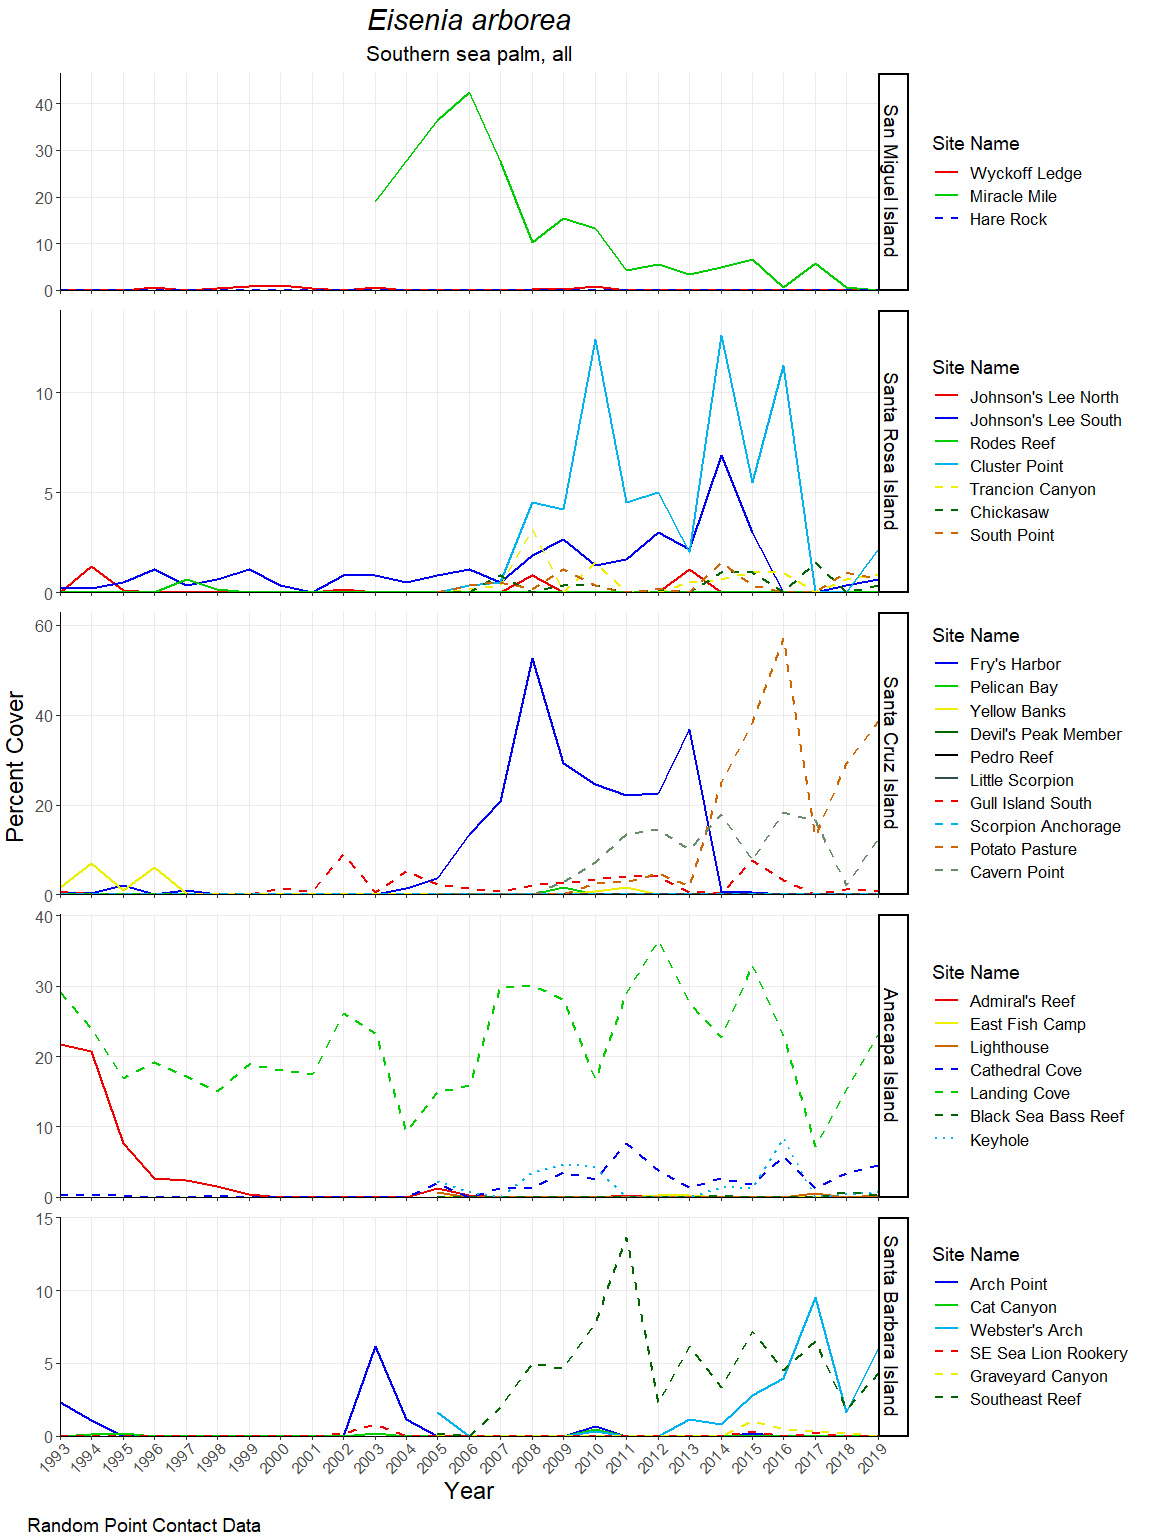 Eisenia arborea
Southern sea palm, all
Percent Cover
40
30
20
10
0
San Miguel Island
Site Name
Wyckoff Ledge
Miracle Mile
Hare Rock
10
5
0
Santa Rosa Island
Site Name
Johnson's Lee North
Johnson's Lee South
Rodes Reef
Cluster Point
Trancion Canyon
Chickasaw
South Point
60
40
20
0
Santa Cruz Island
Site Name
Fry's Harbor
Pelican Bay
Yellow Banks
Devil's Peak Member
Pedro Reef
Little Scorpion
Gull Island South
Scorpion Anchorage
Potato Pasture
Cavern Point
40
30
20
10
0
Anacapa Island
Site Name
Admiral's Reef
East Fish Camp
Lighthouse
Cathedral Cove
Landing Cove
Black Sea Bass Reef
Keyhole
15
10
5
0
Santa Barbara Island
Site Name
Arch Point
Cat Canyon
Webster's Arch
SE Sea Lion Rookery
Graveyard Canyon
Southeast Reef
1993 1994 1995 1996 1997 1998 1999 2000 2001 2002 2003 2004 2005 2006 2007 2008 2009 2010 2011 2012 2013 2014 2015 2016 2017 2018 2019
Year
Random Point Contact Data